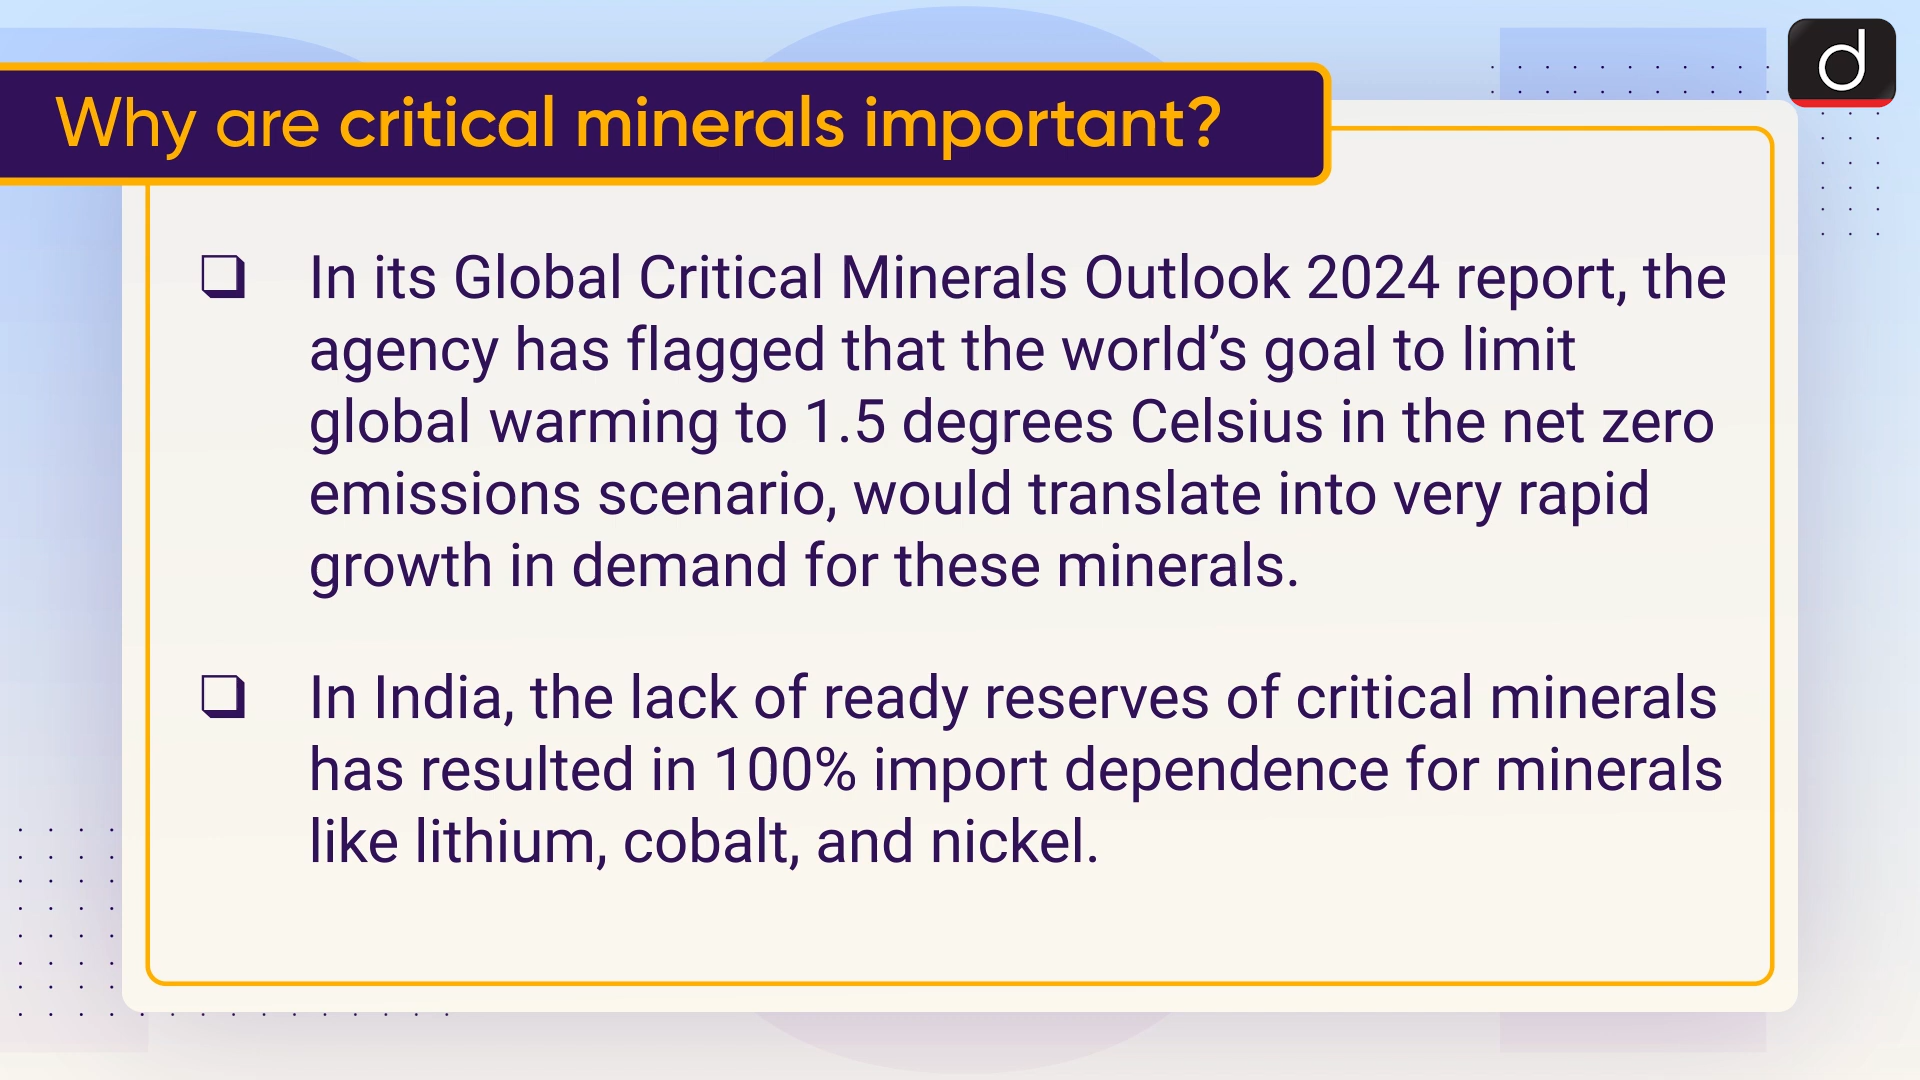 d
Why are critical minerals important?
❑ In its Global Critical Minerals Outlook 2024 report, the
agency has flagged that the world’s goal to limit
global warming to 1.5 degrees Celsius in the net zero
emissions scenario, would translate into very rapid
growth in demand for these minerals.
❑ In India, the lack of ready reserves of critical minerals
has resulted in 100% import dependence for minerals
like lithium, cobalt, and nickel.